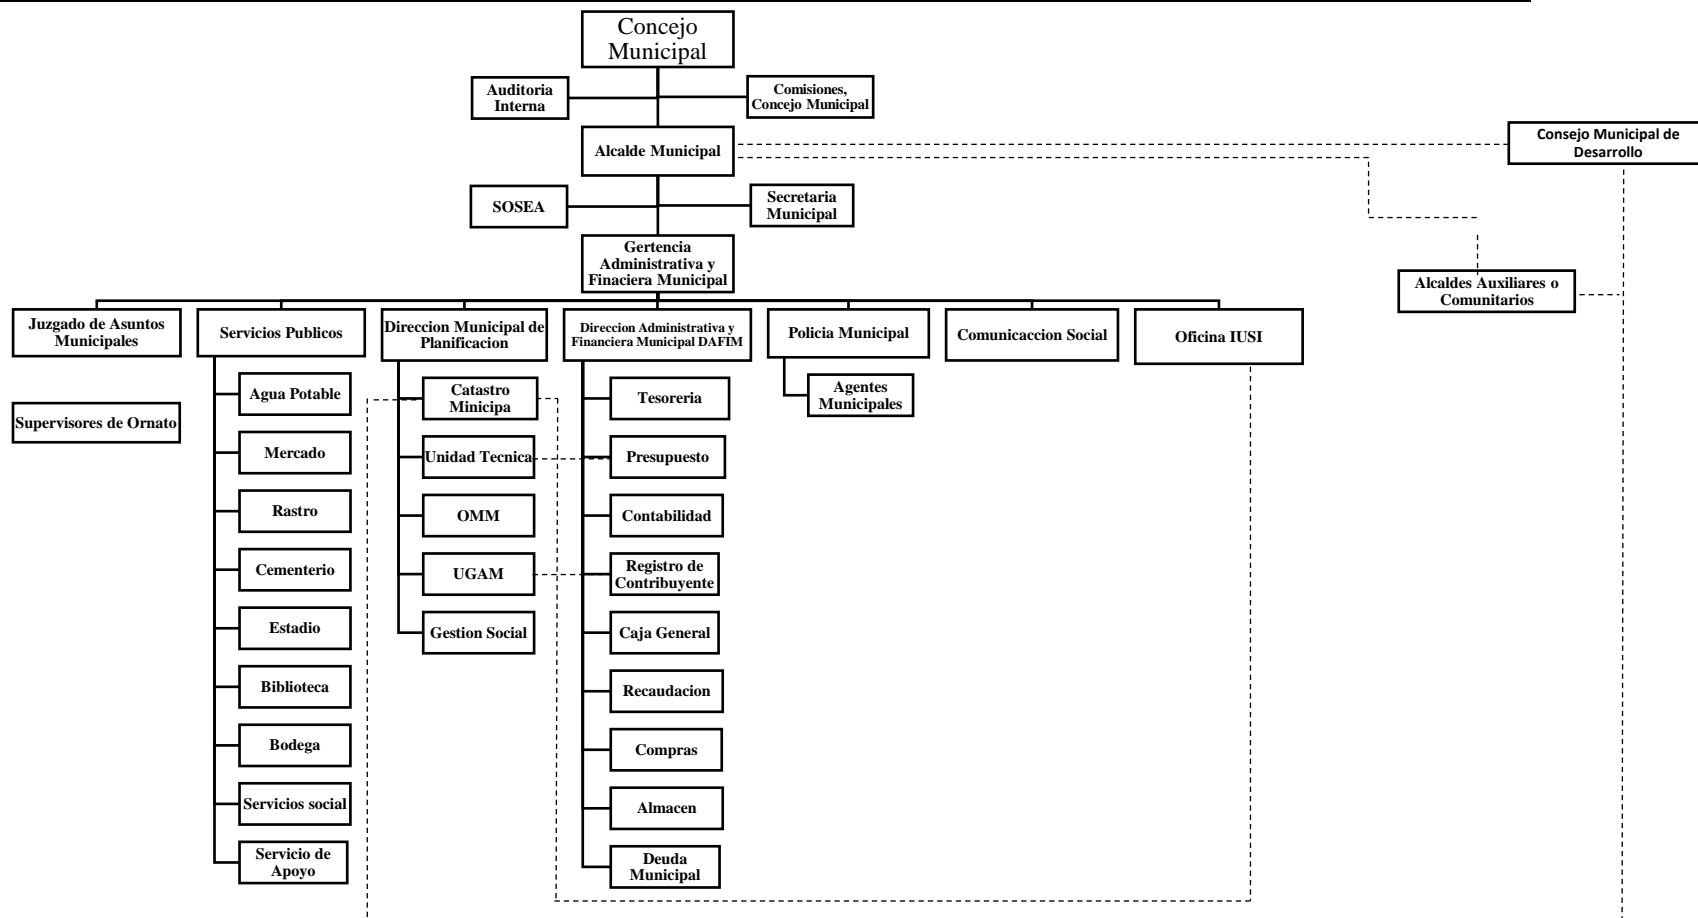 Concejo
Municipal
Auditoria
Interna
Comisiones,
Concejo Municipal
Alcalde Municipal
Consejo Municipal de
Desarrollo
SOSEA
Secretaria
Municipal
Gertencia
Administrativa y
Finaciera Municipal
Alcaldes Auxiliares o
Comunitarios
Juzgado de Asuntos
Municipales
Servicios Publicos
Direccion Municipal de
Planificacion
Direccion Administrativa y
Financiera Municipal DAFIM
Policia Municipal
Comunicaccion Social
Oficina IUSI
Supervisores de Ornato
Agua Potable
Mercado
Rastro
Cementerio
Estadio
Biblioteca
Bodega
Servicios social
Servicio de
Apoyo
Catastro
Minicipa
Unidad Tecnica
OMM
UGAM
Gestion Social
Tesoreria
Presupuesto
Contabilidad
Registro de
Contribuyente
Caja General
Recaudacion
Compras
Almacen
Deuda
Municipal
Agentes
Municipales